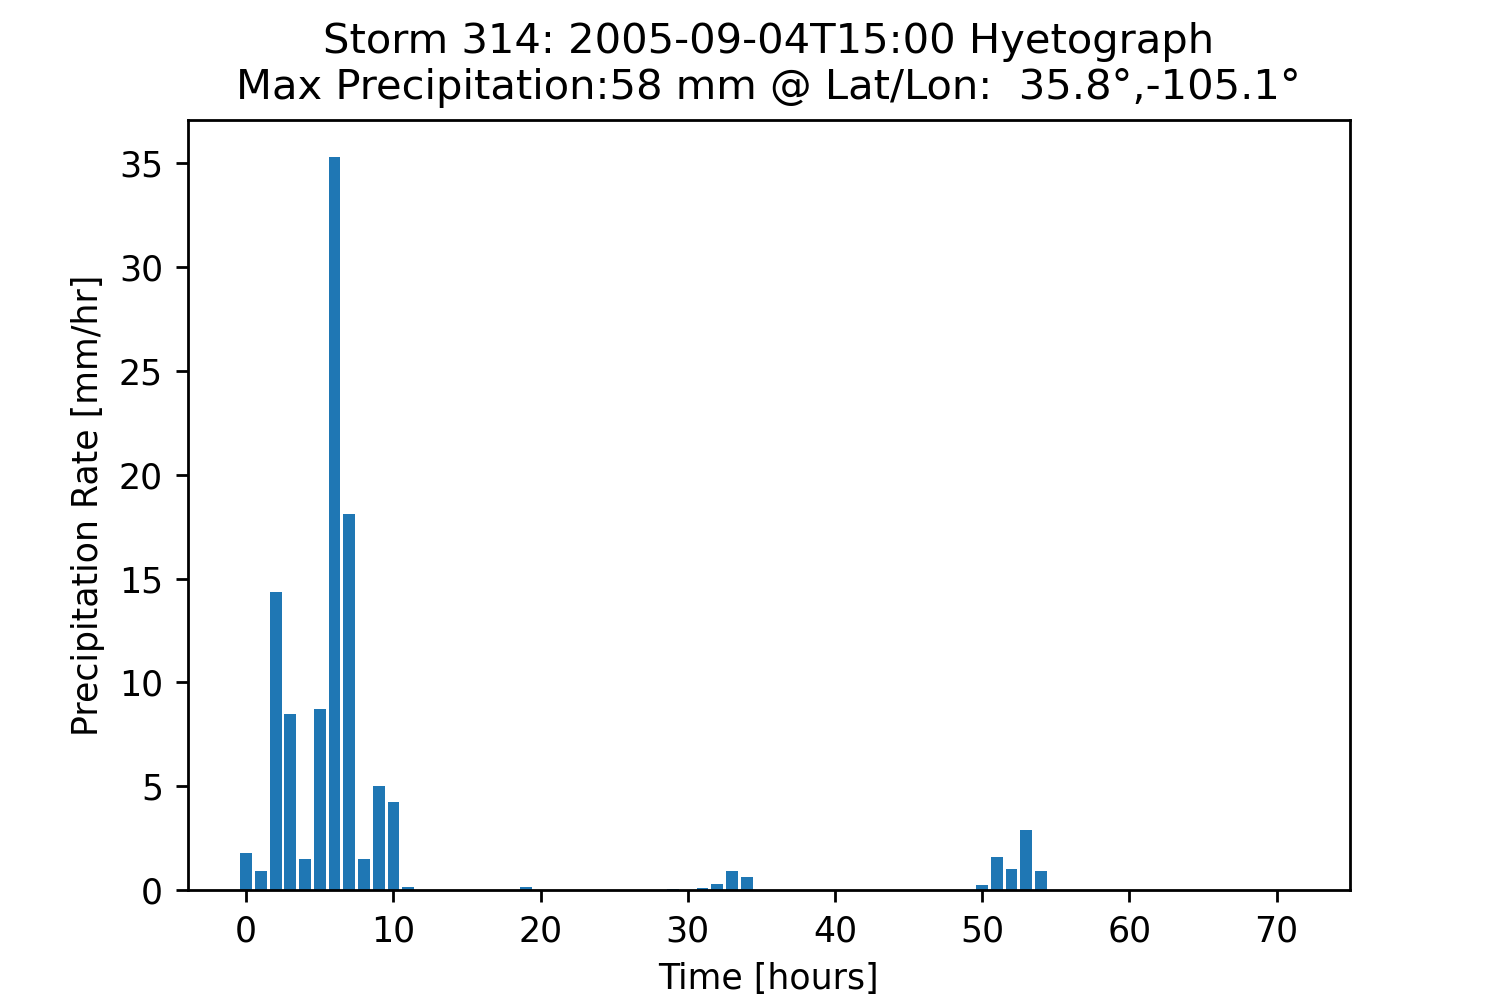 Storm 314: 2005-09-04T15:00 Hyetograph
Max Precipitation:58 mm @ Lat/Lon:  35.8°,-105.1°
35
30
25
20
15
10
5
0
Precipitation Rate [mm/hr]
0 10 20 30 40 50 60 70
Time [hours]